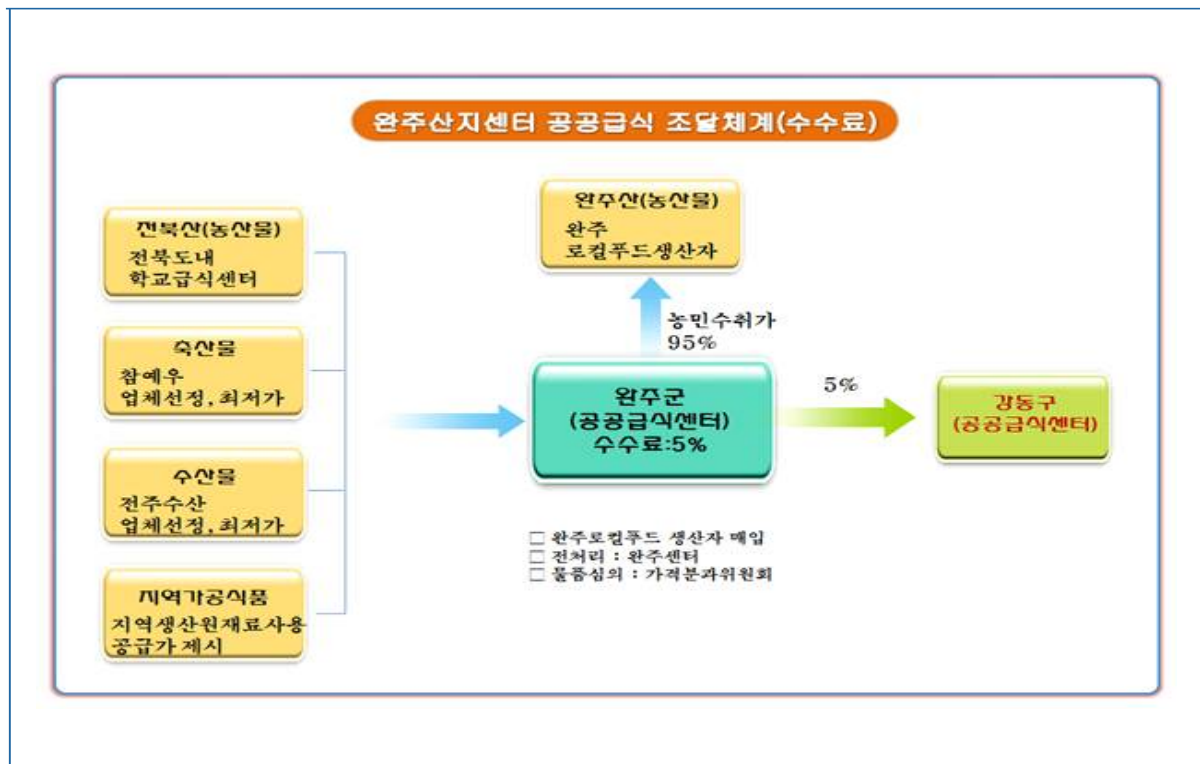 완주산지센터 공공급식 조달체계(수수료)
전북산(농산물)
전북도내
학교급식센터
축산물
참예우
업체선정, 최저가
수산물
전주수산
업체선정, 최저가
지역가공식품
지역생산원재료사용
공급가 제시
완주산(농산물)
완주
로컬푸드생산자
농민수취가
95%
완주군
(공공급식센터)
수수료:5%
5%
강동구
(공공급식센터)
□ 완주로컬푸드 생산자 매입
□ 전처리 : 완주센터
□ 물품심의 : 가격분과위원회